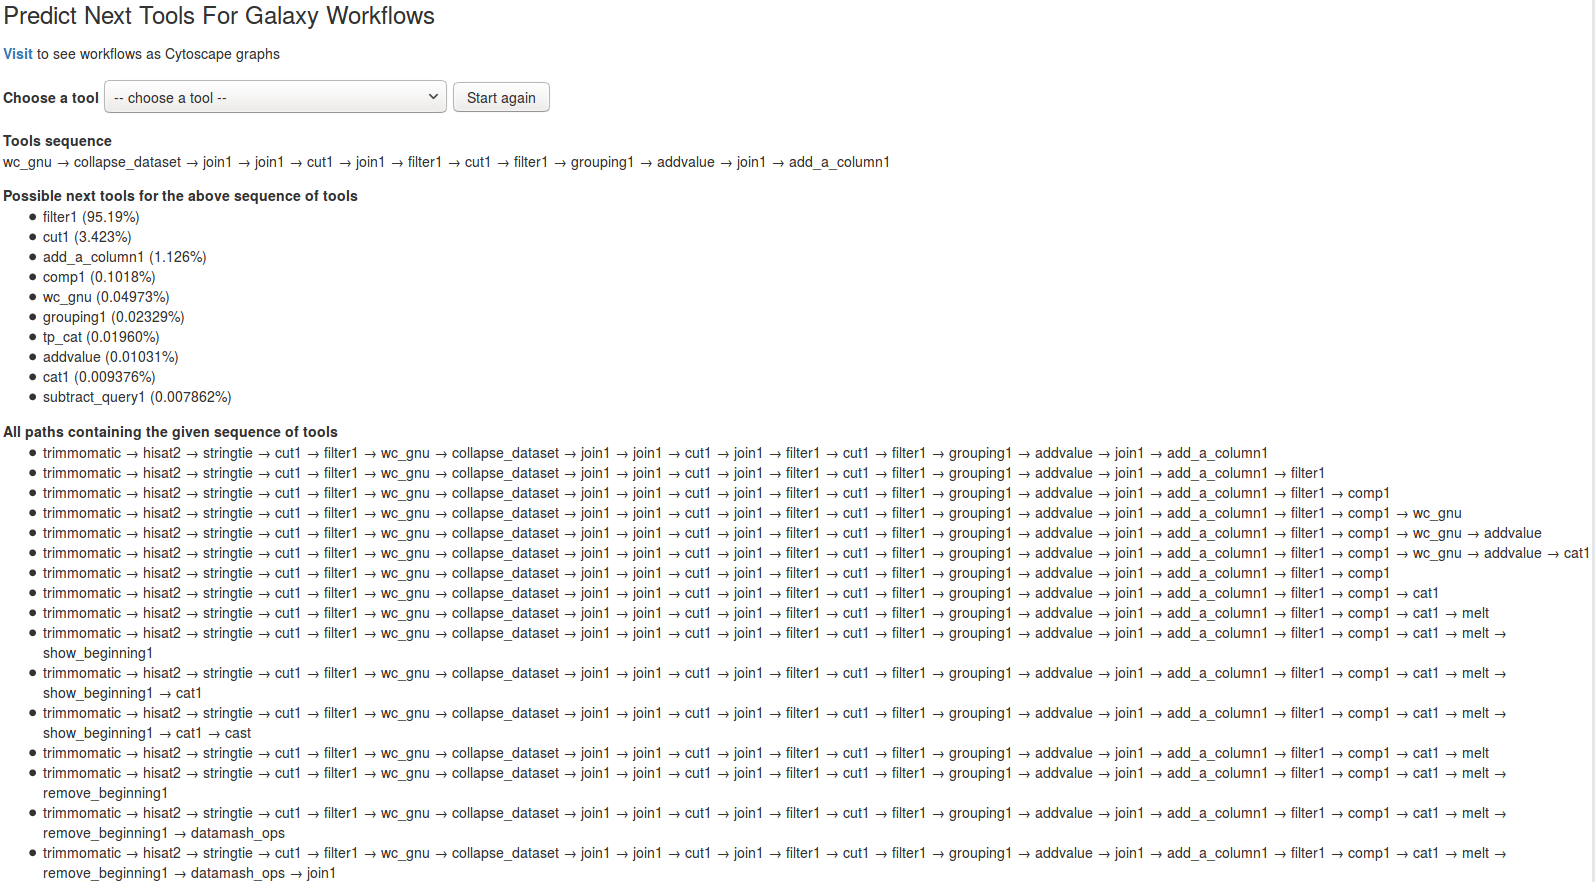 Predict Next Tools For Galaxy Workflows
Visit to see workflows as Cytoscape graphs
Choose a tool -- choose a tool -- Start again
Tools sequence
wc_gnu → collapse_dataset → join1 → join1 → cut1 → join1 → filter1 → cut1 → filter1 → grouping1 → addvalue → join1 → add_a_column1
Possible next tools for the above sequence of tools
● filter1 (95.19%)
● cut1 (3.423%)
● add_a_column1 (1.126%)
● comp1 (0.1018%)
● wc_gnu (0.04973%)
● grouping1 (0.02329%)
● tp_cat (0.01960%)
● addvalue (0.01031%)
● cat1 (0.009376%)
● subtract_query1 (0.007862%)
All paths containing the given sequence of tools
● trimmomatic → hisat2 → stringtie → cut1 → filter1 → wc_gnu → collapse_dataset → join1 → join1 → cut1 → join1 → filter1 → cut1 → filter1 → grouping1 → addvalue → join1 → add_a_column1
● trimmomatic → hisat2 → stringtie → cut1 → filter1 → wc_gnu → collapse_dataset → join1 → join1 → cut1 → join1 → filter1 → cut1 → filter1 → grouping1 → addvalue → join1 → add_a_column1 → filter1
● trimmomatic → hisat2 → stringtie → cut1 → filter1 → wc_gnu → collapse_dataset → join1 → join1 → cut1 → join1 → filter1 → cut1 → filter1 → grouping1 → addvalue → join1 → add_a_column1 → filter1 → comp1
● trimmomatic → hisat2 → stringtie → cut1 → filter1 → wc_gnu → collapse_dataset → join1 → join1 → cut1 → join1 → filter1 → cut1 → filter1 → grouping1 → addvalue → join1 → add_a_column1 → filter1 → comp1 → wc_gnu
● trimmomatic → hisat2 → stringtie → cut1 → filter1 → wc_gnu → collapse_dataset → join1 → join1 → cut1 → join1 → filter1 → cut1 → filter1 → grouping1 → addvalue → join1 → add_a_column1 → filter1 → comp1 → wc_gnu → addvalue
● trimmomatic → hisat2 → stringtie → cut1 → filter1 → wc_gnu → collapse_dataset → join1 → join1 → cut1 → join1 → filter1 → cut1 → filter1 → grouping1 → addvalue → join1 → add_a_column1 → filter1 → comp1 → wc_gnu → addvalue → cat1
● trimmomatic → hisat2 → stringtie → cut1 → filter1 → wc_gnu → collapse_dataset → join1 → join1 → cut1 → join1 → filter1 → cut1 → filter1 → grouping1 → addvalue → join1 → add_a_column1 → filter1 → comp1
● trimmomatic → hisat2 → stringtie → cut1 → filter1 → wc_gnu → collapse_dataset → join1 → join1 → cut1 → join1 → filter1 → cut1 → filter1 → grouping1 → addvalue → join1 → add_a_column1 → filter1 → comp1 → cat1
● trimmomatic → hisat2 → stringtie → cut1 → filter1 → wc_gnu → collapse_dataset → join1 → join1 → cut1 → join1 → filter1 → cut1 → filter1 → grouping1 → addvalue → join1 → add_a_column1 → filter1 → comp1 → cat1 → melt
● trimmomatic → hisat2 → stringtie → cut1 → filter1 → wc_gnu → collapse_dataset → join1 → join1 → cut1 → join1 → filter1 → cut1 → filter1 → grouping1 → addvalue → join1 → add_a_column1 → filter1 → comp1 → cat1 → melt →
show_beginning1
● trimmomatic → hisat2 → stringtie → cut1 → filter1 → wc_gnu → collapse_dataset → join1 → join1 → cut1 → join1 → filter1 → cut1 → filter1 → grouping1 → addvalue → join1 → add_a_column1 → filter1 → comp1 → cat1 → melt →
show_beginning1 → cat1
● trimmomatic → hisat2 → stringtie → cut1 → filter1 → wc_gnu → collapse_dataset → join1 → join1 → cut1 → join1 → filter1 → cut1 → filter1 → grouping1 → addvalue → join1 → add_a_column1 → filter1 → comp1 → cat1 → melt →
show_beginning1 → cat1 → cast
● trimmomatic → hisat2 → stringtie → cut1 → filter1 → wc_gnu → collapse_dataset → join1 → join1 → cut1 → join1 → filter1 → cut1 → filter1 → grouping1 → addvalue → join1 → add_a_column1 → filter1 → comp1 → cat1 → melt
● trimmomatic → hisat2 → stringtie → cut1 → filter1 → wc_gnu → collapse_dataset → join1 → join1 → cut1 → join1 → filter1 → cut1 → filter1 → grouping1 → addvalue → join1 → add_a_column1 → filter1 → comp1 → cat1 → melt →
remove_beginning1
● trimmomatic → hisat2 → stringtie → cut1 → filter1 → wc_gnu → collapse_dataset → join1 → join1 → cut1 → join1 → filter1 → cut1 → filter1 → grouping1 → addvalue → join1 → add_a_column1 → filter1 → comp1 → cat1 → melt →
remove_beginning1 → datamash_ops
● trimmomatic → hisat2 → stringtie → cut1 → filter1 → wc_gnu → collapse_dataset → join1 → join1 → cut1 → join1 → filter1 → cut1 → filter1 → grouping1 → addvalue → join1 → add_a_column1 → filter1 → comp1 → cat1 → melt →
remove_beginning1 → datamash_ops → join1